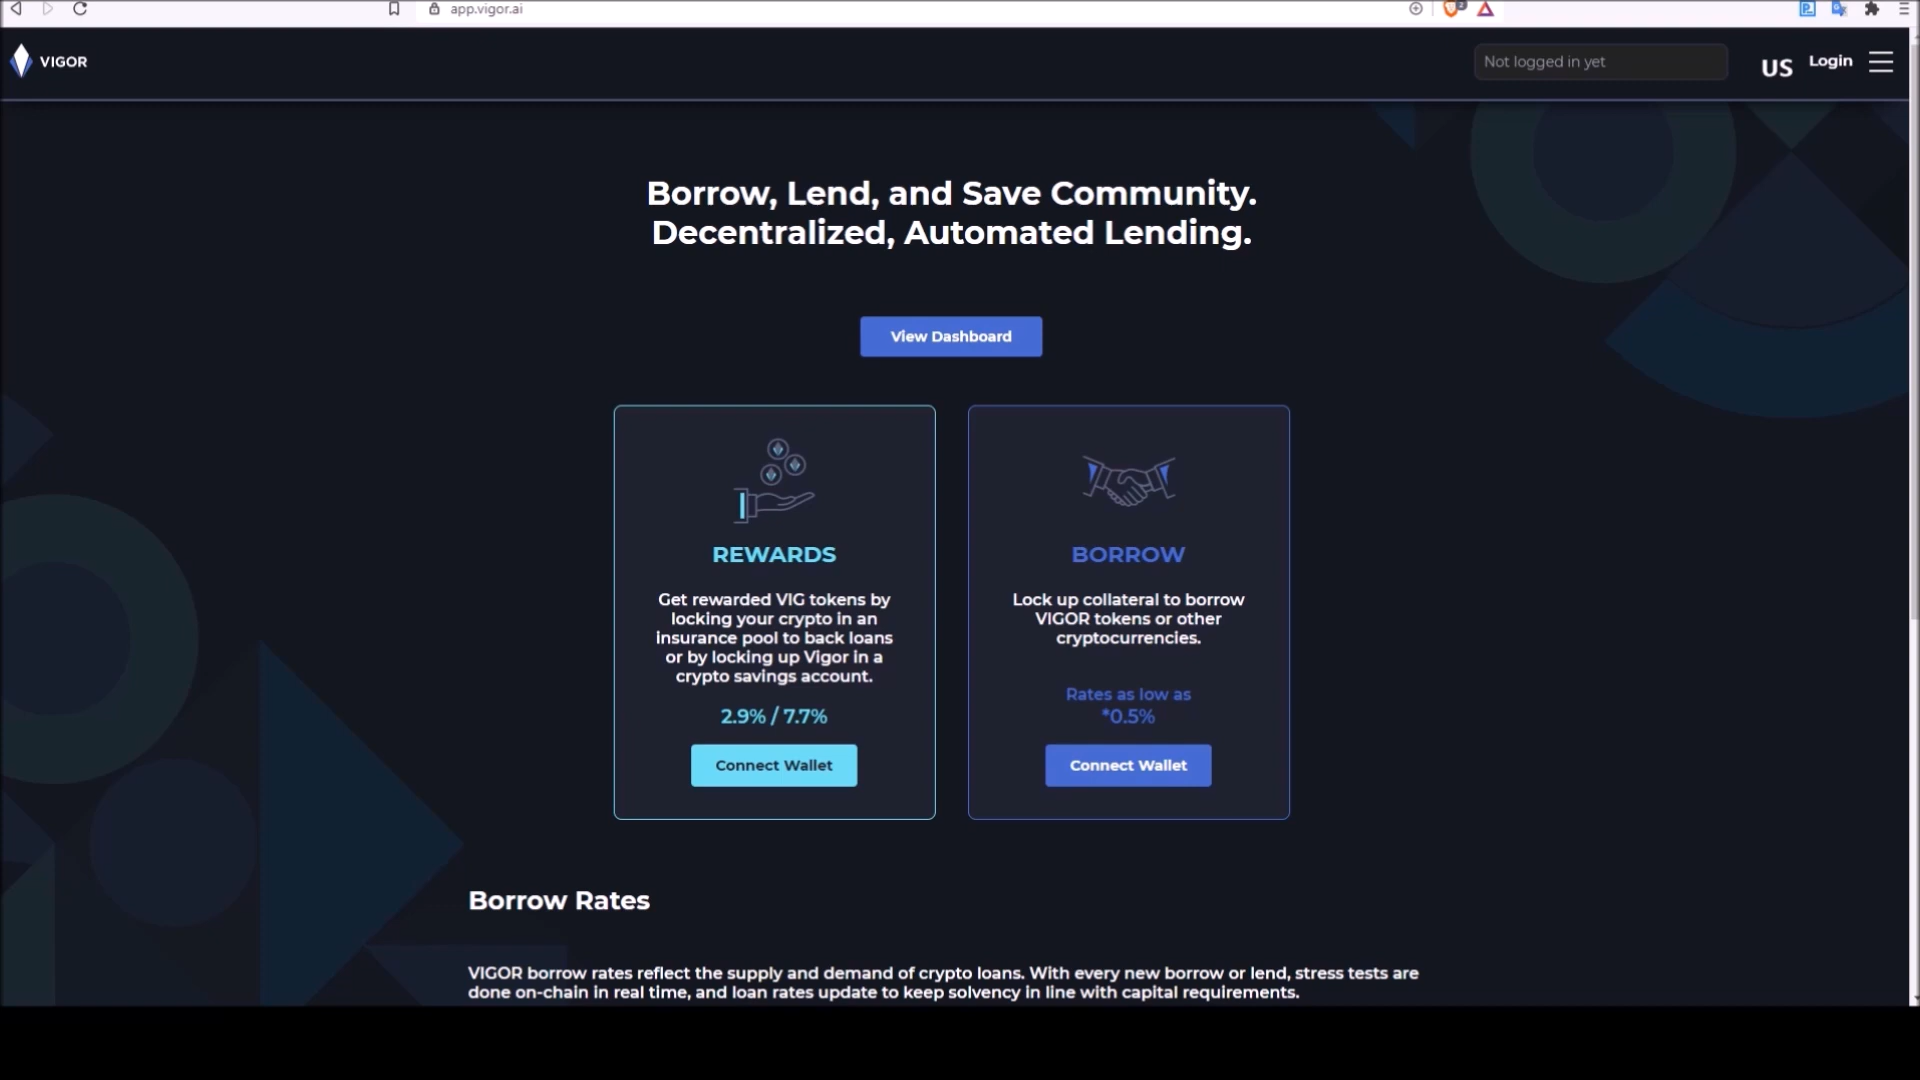 app.vigor.ai
VIGOR
Not logged in yet
US
Login
Borrow, Lend, and Save Community.
Decentralized, Automated Lending.
View Dashboard
REWARDS
Get rewarded VIG tokens by
locking your crypto in an
insurance pool to back loans
or by locking up Vigor in a
crypto savings account.
2.9% / 7.7%
Connect Wallet
BORROW
Lock up collateral to borrow
VIGOR tokens or other
cryptocurrencies.
Rates as low as
*0.5%
Connect Wallet
Borrow Rates
VIGOR borrow rates reflect the supply and demand of crypto loans. With every new borrow or lend, stress tests are
done on-chain in real time, and loan rates update to keep solvency in line with capital requirements.